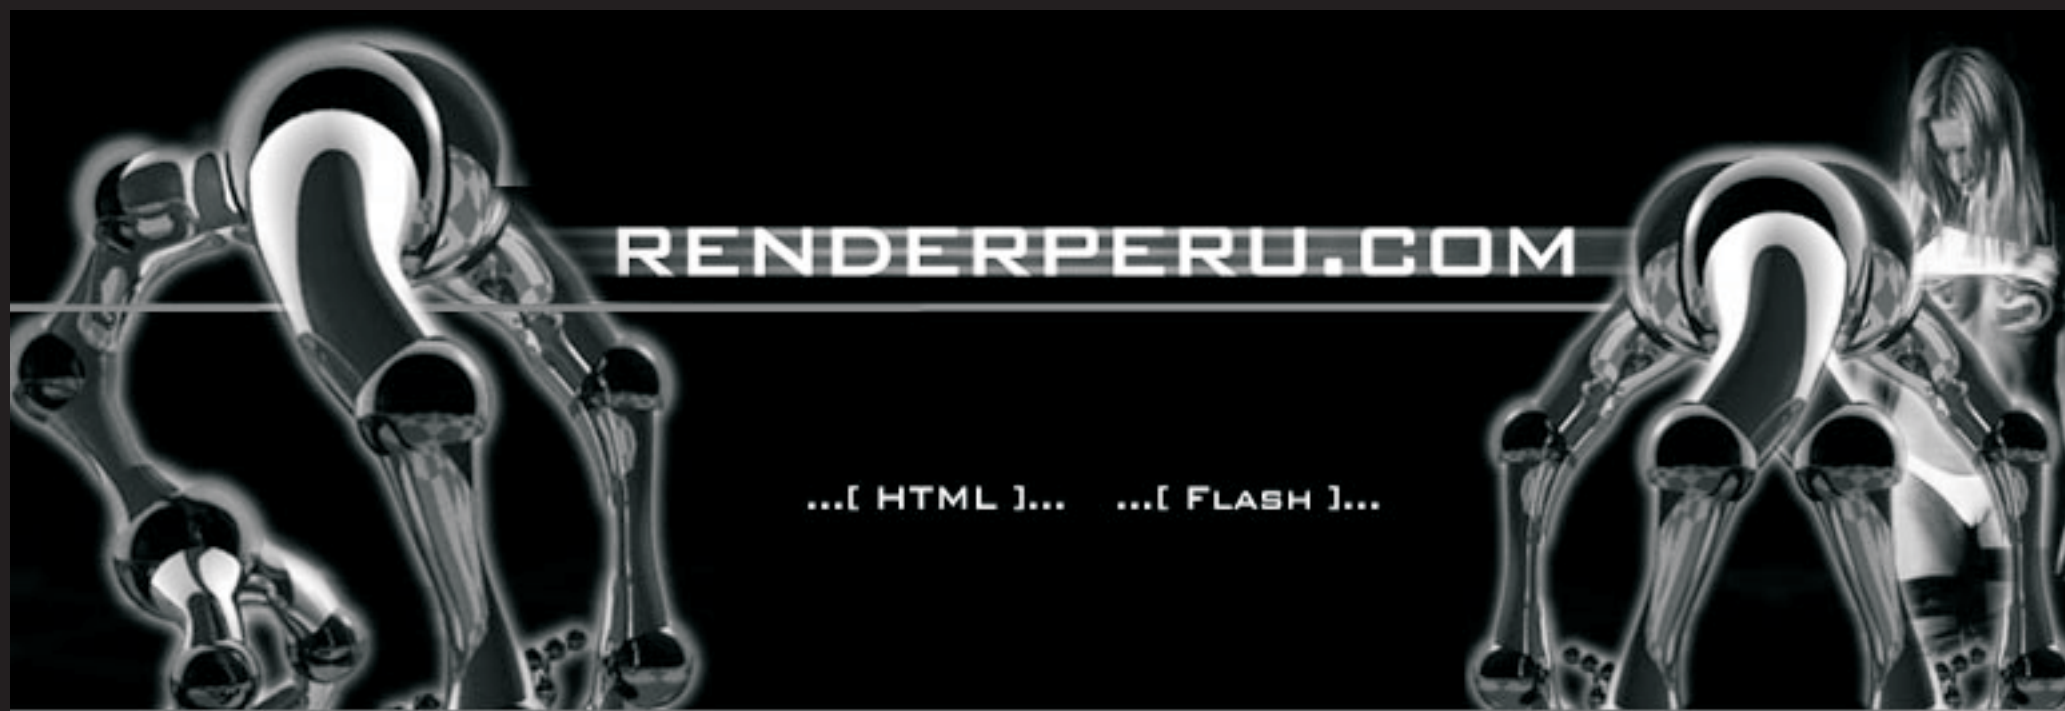 RENDERPERU.COM
...[ HTML ]... ...[ FLASH ]...